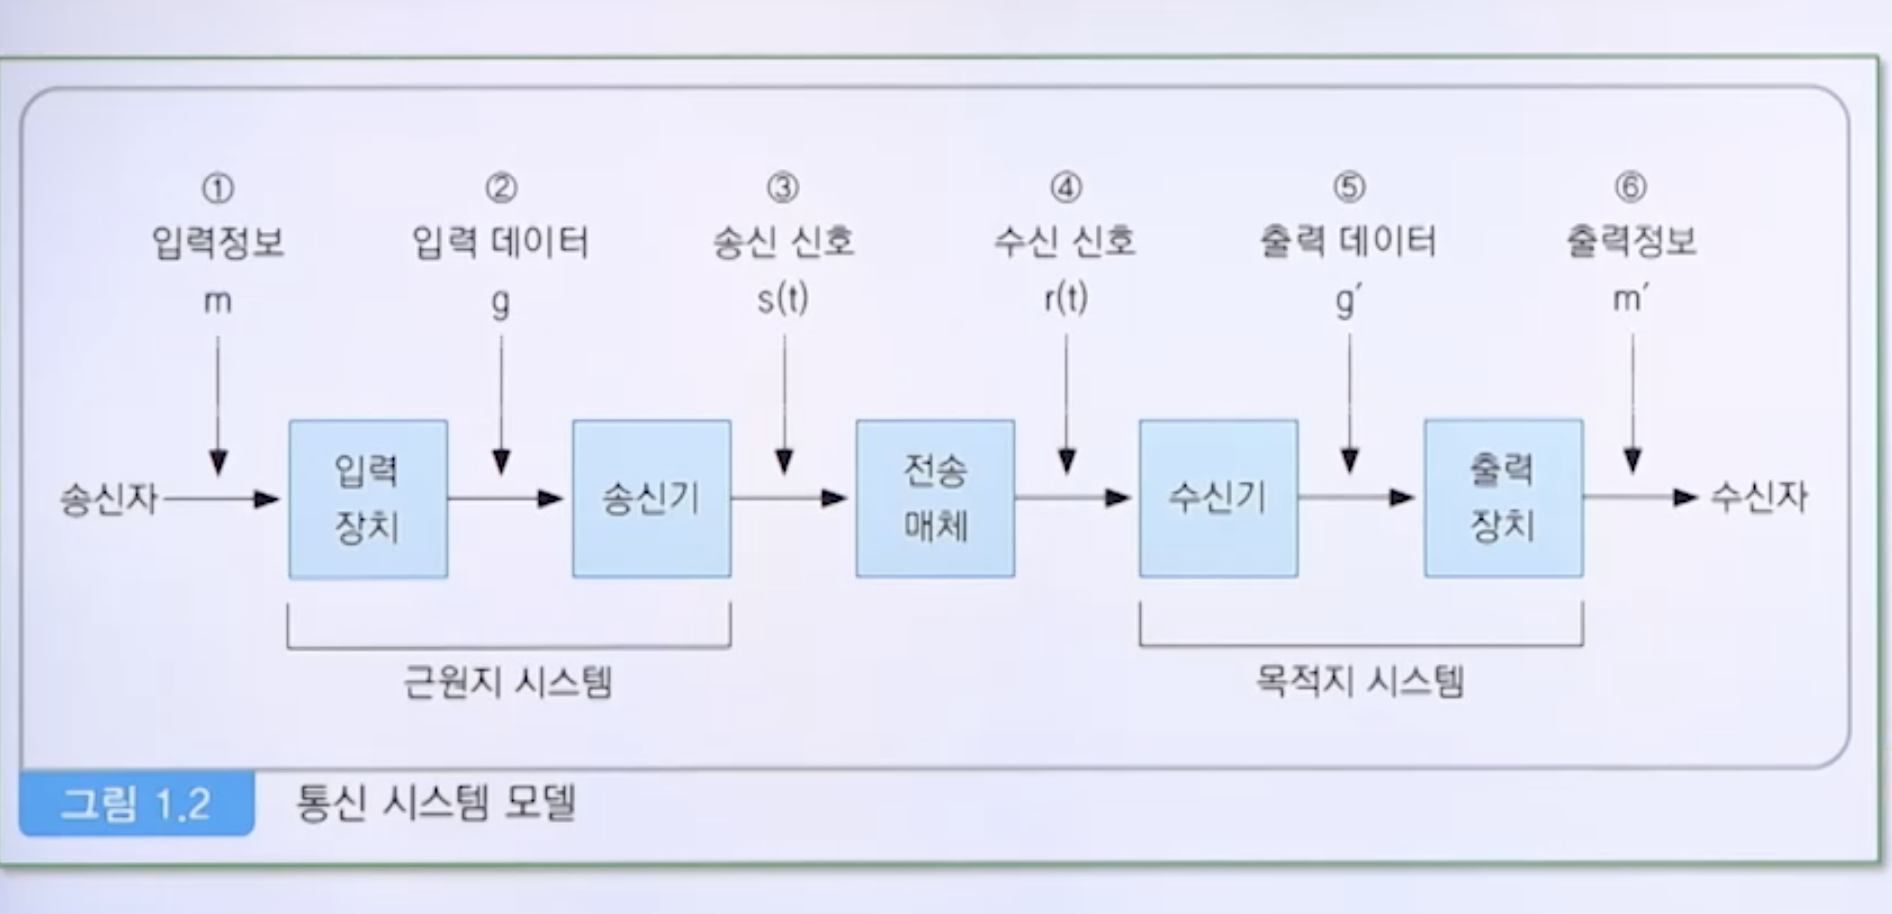 ① ② ③ ④ ⑤ ⑥
입력정보 입력 데이터 송신 신호 수신 신호 출력 데이터 출력정보
m g s(t) r(t) g′ m′
송신자 입력 장치 송신기 전송 매체 수신기 출력 장치 수신자
근원지 시스템 목적지 시스템
그림 1.2 통신 시스템 모델